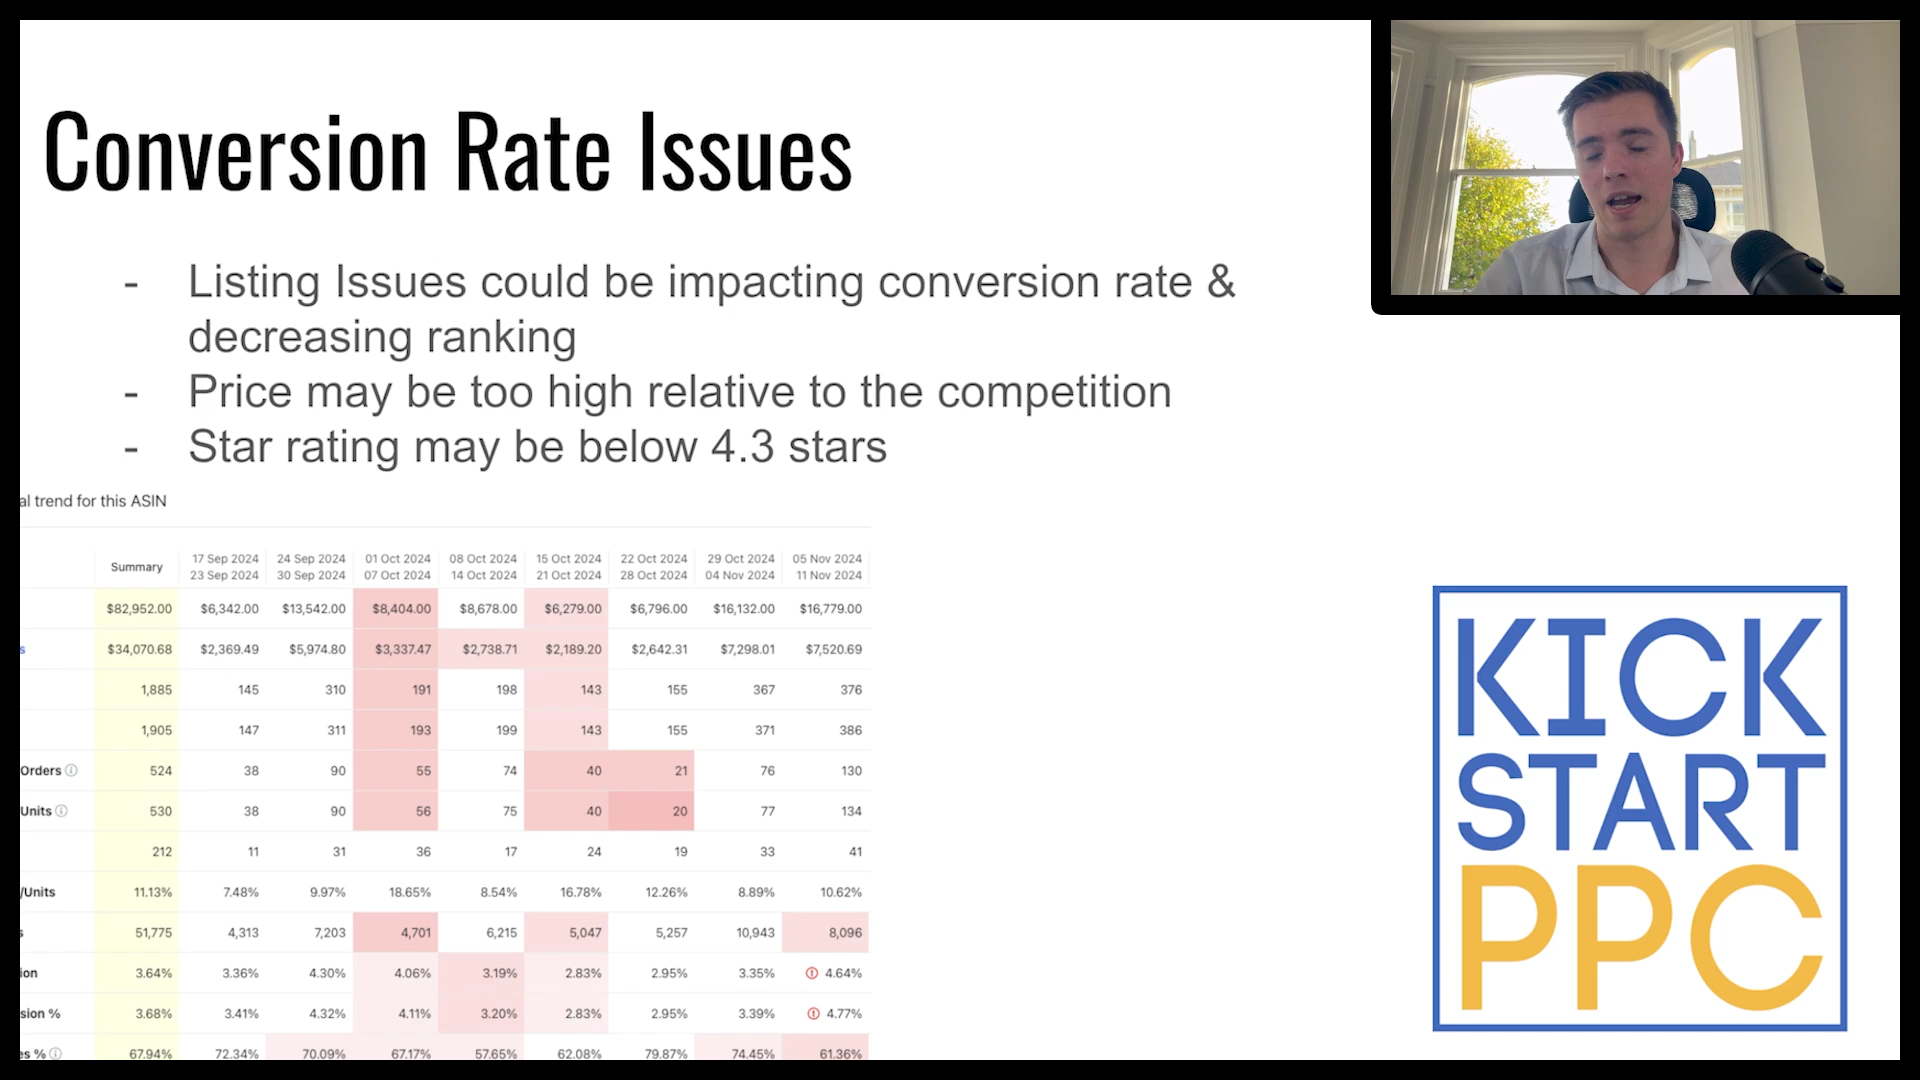 Conversion Rate Issues
- Listing Issues could be impacting conversion rate &
decreasing ranking
- Price may be too high relative to the competition
- Star rating may be below 4.3 stars
al trend for this ASIN
Summary 17 Sep 2024 24 Sep 2024 01 Oct 2024 08 Oct 2024 15 Oct 2024 22 Oct 2024 29 Oct 2024 05 Nov 2024
23 Sep 2024 30 Sep 2024 07 Oct 2024 14 Oct 2024 21 Oct 2024 28 Oct 2024 04 Nov 2024 11 Nov 2024
$82,952.00 $6,342.00 $13,542.00 $8,404.00 $8,678.00 $6,279.00 $6,796.00 $16,132.00 $16,779.00
s $34,070.68 $2,369.49 $5,974.80 $3,337.47 $2,738.71 $2,189.20 $2,642.31 $7,298.01 $7,520.69
1,885 145 310 191 198 143 155 367 376
1,905 147 311 193 199 143 155 371 386
Orders 524 38 90 55 74 40 21 76 130
Units 530 38 90 56 75 40 20 77 134
212 11 31 36 17 24 19 33 41
/Units 11.13% 7.48% 9.97% 18.65% 8.54% 16.78% 12.26% 8.89% 10.62%
s 51,775 4,313 7,203 4,701 6,215 5,047 5,257 10,943 8,096
ion 3.64% 3.36% 4.30% 4.06% 3.19% 2.83% 2.95% 3.35% 4.64%
sion % 3.68% 3.41% 4.32% 4.11% 3.20% 2.83% 2.95% 3.39% 4.77%
es % 67.94% 72.34% 70.09% 67.17% 57.65% 62.08% 79.87% 74.45% 61.36%
KICK
START
PPC